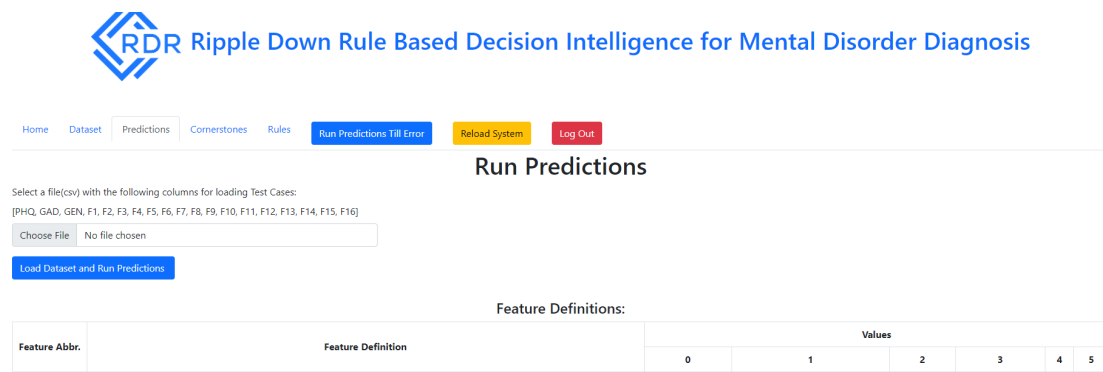 RDR Ripple Down Rule Based Decision Intelligence for Mental Disorder Diagnosis
Home Dataset Predictions Cornerstones Rules Run Predictions Till Error Reload System Log Out
Run Predictions
Select a file(csv) with the following columns for loading Test Cases:
[PHQ, GAD, GEN, F1, F2, F3, F4, F5, F6, F7, F8, F9, F10, F11, F12, F13, F14, F15, F16]
Choose File No file chosen
Load Dataset and Run Predictions
Feature Definitions:
Feature Abbr. Feature Definition Values
0 1 2 3 4 5